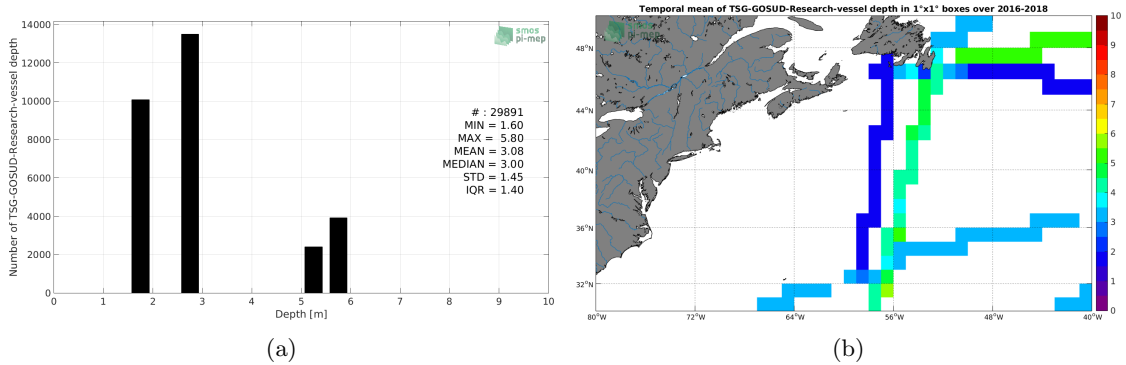 14000
12000
10000
8000
6000
4000
2000
0
Number of TSG-GOSUD-Research-vessel depth
0 1 2 3 4 5 6 7 8 9 10
Depth [m]
smos
pi-mep
# : 29891
MIN = 1.60
MAX = 5.80
MEAN = 3.08
MEDIAN = 3.00
STD = 1.45
IQR = 1.40
(a)
Temporal mean of TSG-GOSUD-Research-vessel depth in 1°x1° boxes over 2016-2018
smos
pi-mep
48°N
44°N
40°N
36°N
32°N
80°W 72°W 64°W 56°W 48°W 40°W
10
9
8
7
6
5
4
3
2
1
0
(b)